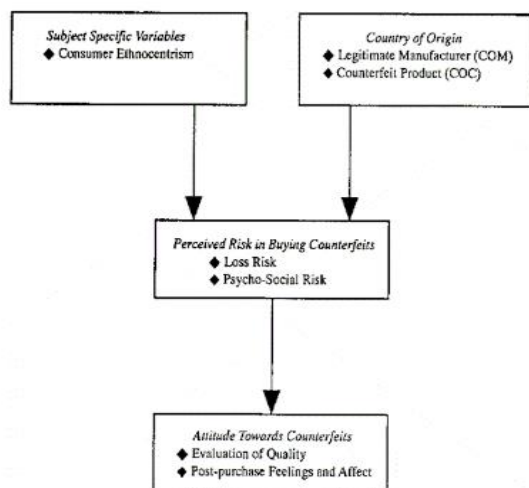 Subject Specific Variables
◆ Consumer Ethnocentrism
Country of Origin
◆ Legitimate Manufacturer (COM)
◆ Counterfeit Product (COC)
Perceived Risk in Buying Counterfeits
◆ Loss Risk
◆ Psycho-Social Risk
Attitude Towards Counterfeits
◆ Evaluation of Quality
◆ Post-purchase Feelings and Affect